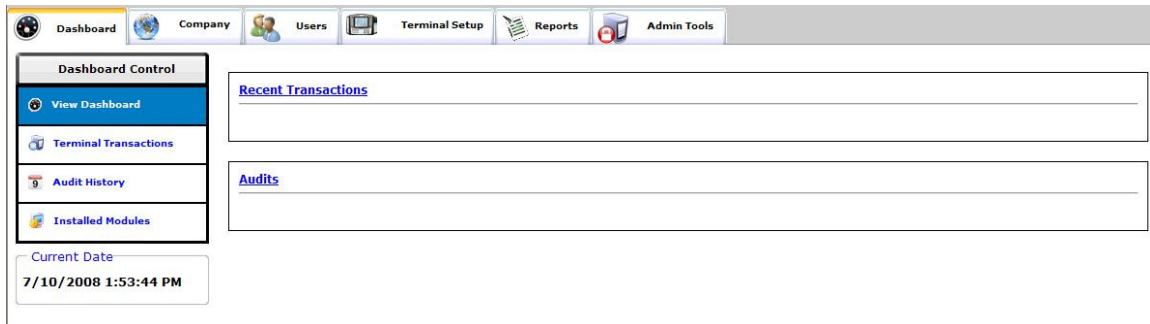 Dashboard Company Users Terminal Setup Reports Admin Tools
Dashboard Control
View Dashboard
Terminal Transactions
9 Audit History
Installed Modules
Current Date
7/10/2008 1:53:44 PM
Recent Transactions
Audits